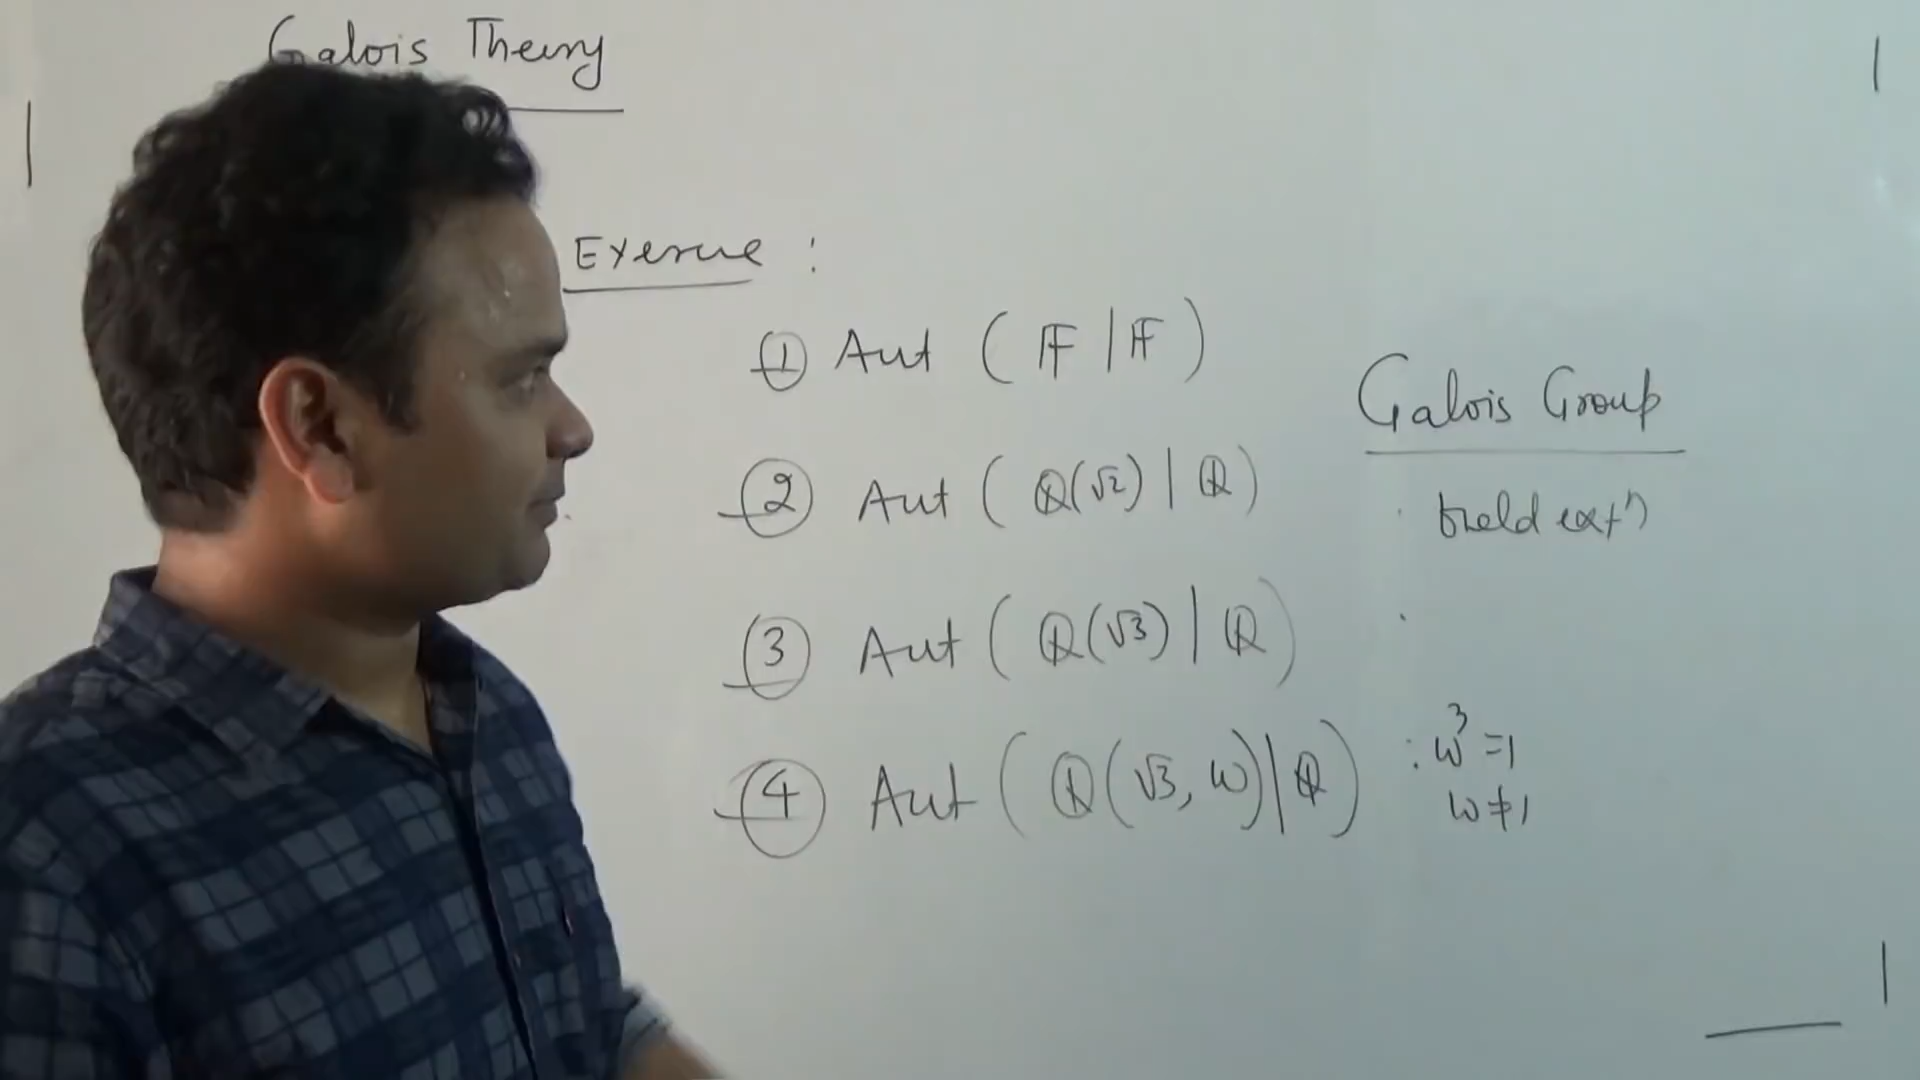 Galois Theory
Exercise :
① Aut ( 𝔽 | 𝔽 )
Galois Group
② Aut ( ℚ(√2) | ℚ )
field extⁿ
③ Aut ( ℚ(√3) | ℚ )
④ Aut ( ℚ(√3, ω) | ℚ ) : ω³ = 1
ω ≠ 1